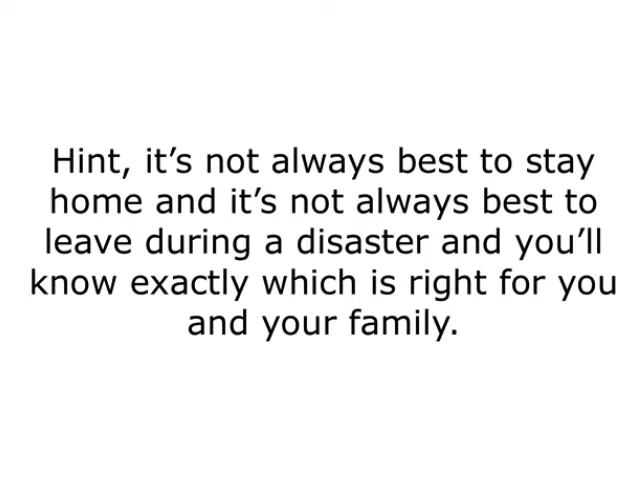 Hint, it’s not always best to stay
home and it’s not always best to
leave during a disaster and you’ll
know exactly which is right for you
and your family.